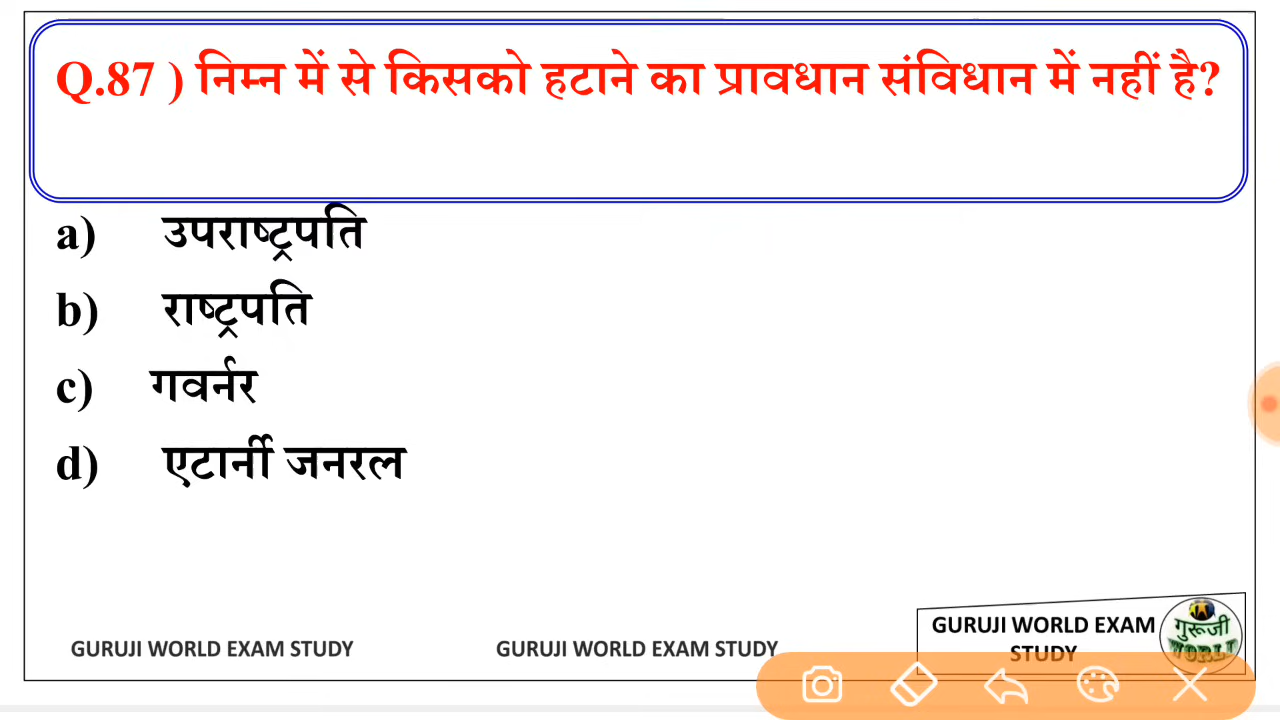 Q.87 ) निम्न में से किसको हटाने का प्रावधान संविधान में नहीं है?
a) उपराष्ट्रपति
b) राष्ट्रपति
c) गवर्नर
d) एटार्नी जनरल
GURUJI WORLD EXAM STUDY
GURUJI WORLD EXAM STUDY
GURUJI WORLD EXAM
STUDY
गुरूजी
WORLD